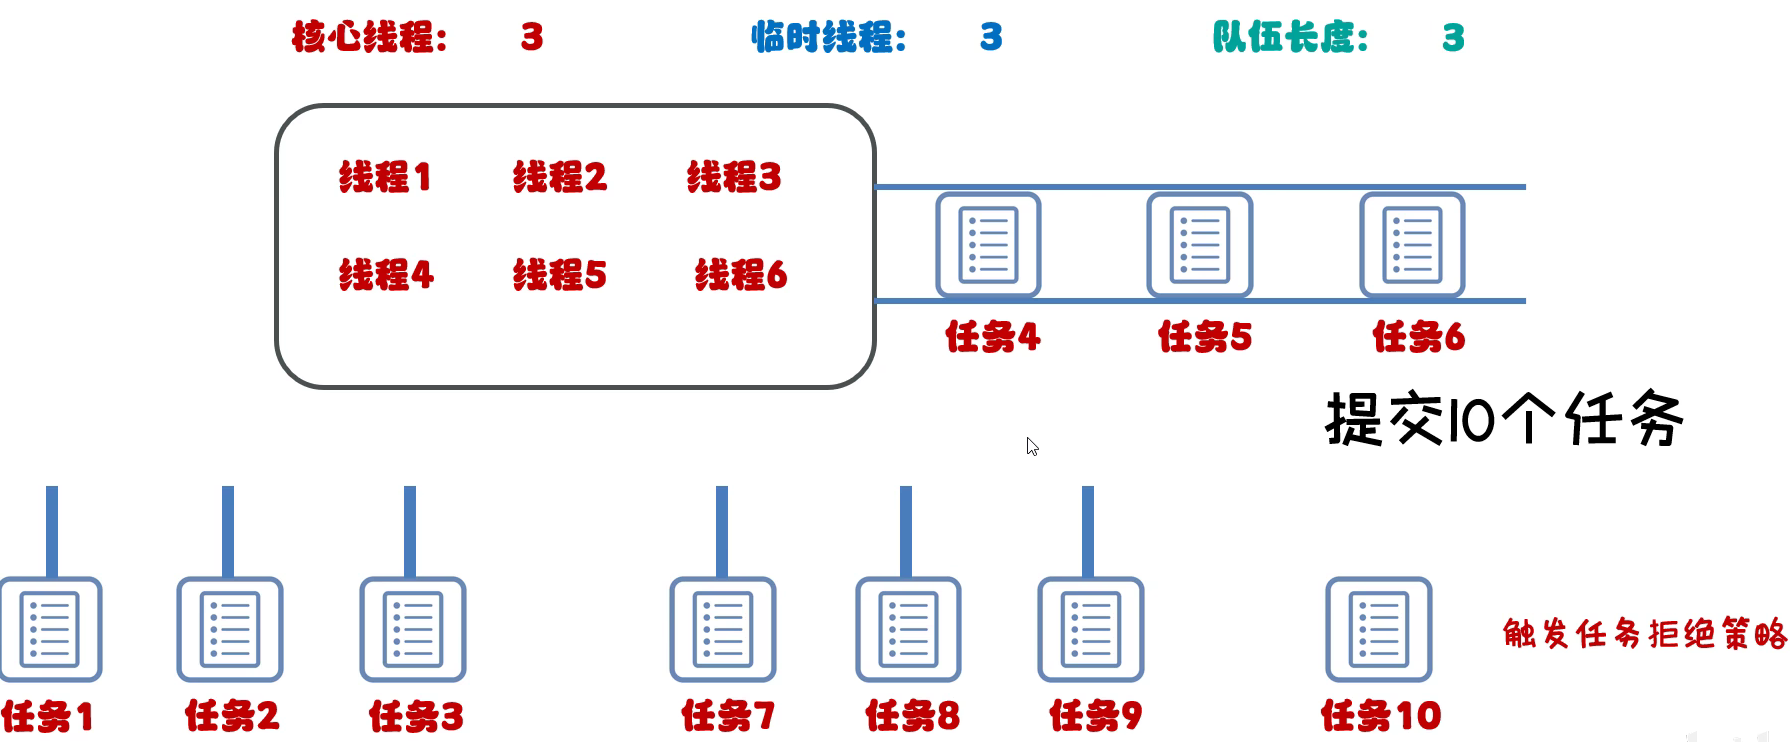 核心线程: 3 临时线程: 3 队伍长度: 3
线程1 线程2 线程3
线程4 线程5 线程6
任务4 任务5 任务6
提交10个任务
触发任务拒绝策略
任务1 任务2 任务3 任务7 任务8 任务9 任务10